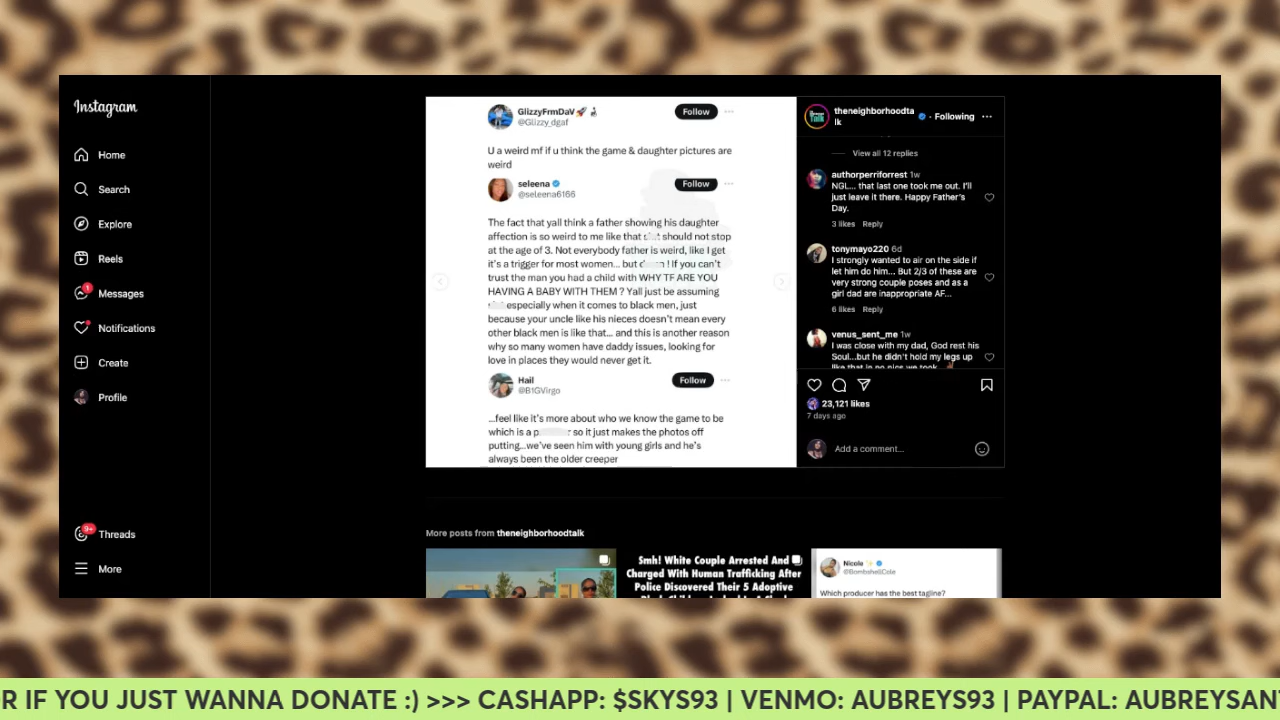 Instagram
Home
Search
Explore
Reels
Messages
Notifications
Create
Profile
9+
Threads
More
GlizzyFrmDaV🚀
@Glizzy_dgaf
Follow
U a weird mf if u think the game & daughter pictures are
weird
seleena
@seleena6166
Follow
The fact that yall think a father showing his daughter
affection is so weird to me like that should not stop
at the age of 3. Not everybody father is weird, like I get
it's a trigger for most women... but ! If you can't
trust the man you had a child with WHY TF ARE YOU
HAVING A BABY WITH THEM ? Yall just be assuming
especially when it comes to black men, just
because your uncle like his nieces doesn't mean every
other black men is like that... and this is another reason
why so many women have daddy issues, looking for
love in places they would never get it.
Hail
@B1GVirgo
Follow
...feel like it's more about who we know the game to be
which is a so it just makes the photos off
putting...we've seen him with young girls and he's
always been the older creeper
theneighborhoodta
lk
• Following
View all 12 replies
authorperriforrest 1w
NGL... that last one took me out. I'll
just leave it there. Happy Father's
Day.
3 likes Reply
tonymayo220 6d
I strongly wanted to air on the side if
let him do him... But 2/3 of these are
very strong couple poses and as a
girl dad are inappropriate AF...
6 likes Reply
venus_sent_me 1w
I was close with my dad, God rest his
Soul...but he didn't hold my legs up
like that in no pics we took...
23,121 likes
7 days ago
Add a comment...
More posts from theneighborhoodtalk
Smh! White Couple Arrested And
Charged With Human Trafficking After
Police Discovered Their 5 Adoptive
Nicole
@BombshellCole
Which producer has the best tagline?
R IF YOU JUST WANNA DONATE :) >>> CASHAPP: $SKYS93 | VENMO: AUBREYS93 | PAYPAL: AUBREYSAN